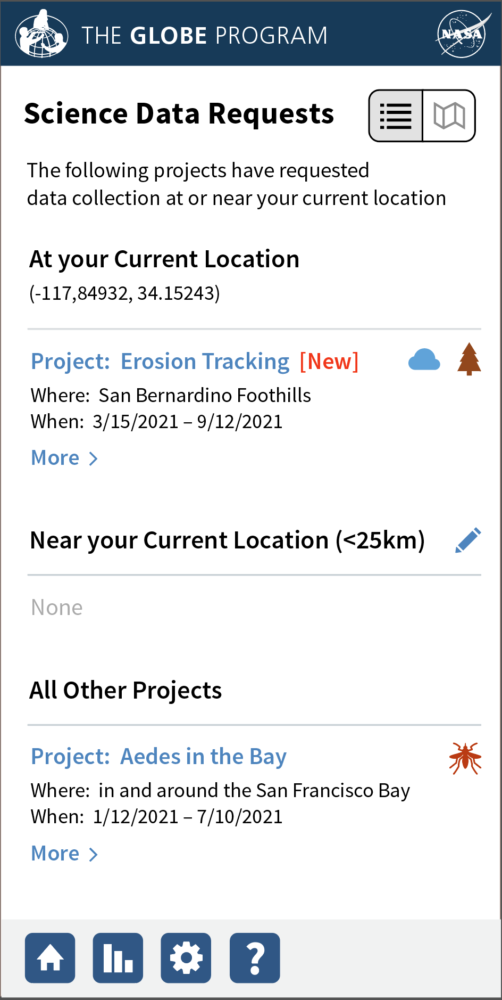 THE GLOBE PROGRAM
NASA
Science Data Requests
The following projects have requested
data collection at or near your current location
At your Current Location
(-117,84932, 34.15243)
Project: Erosion Tracking [New]
Where: San Bernardino Foothills
When: 3/15/2021 – 9/12/2021
More >
Near your Current Location (<25km)
None
All Other Projects
Project: Aedes in the Bay
Where: in and around the San Francisco Bay
When: 1/12/2021 – 7/10/2021
More >
?